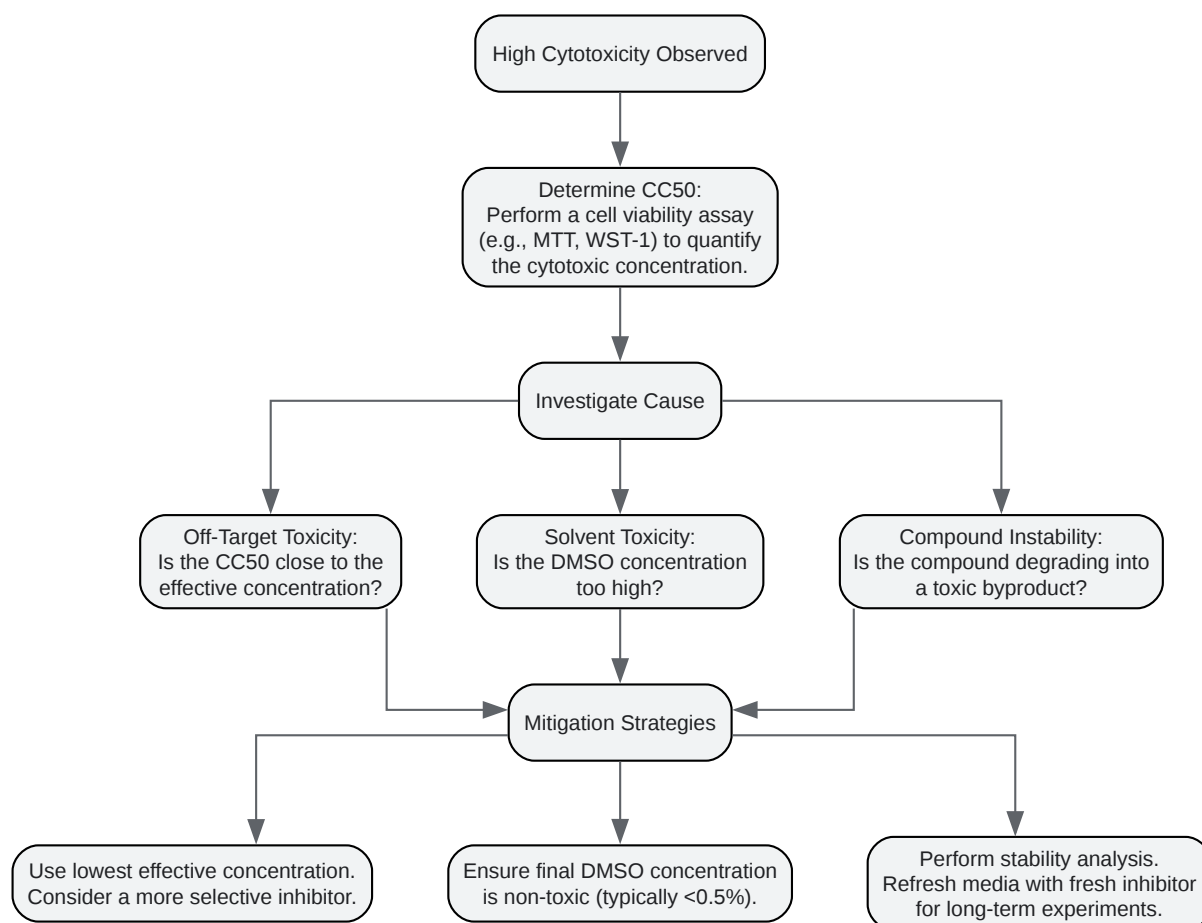 High Cytotoxicity Observed
Determine CC50:
Perform a cell viability assay
(e.g., MTT, WST-1) to quantify
the cytotoxic concentration.
Investigate Cause
Off-Target Toxicity:
Is the CC50 close to the
effective concentration?
Solvent Toxicity:
Is the DMSO concentration
too high?
Compound Instability:
Is the compound degrading into
a toxic byproduct?
Mitigation Strategies
Use lowest effective concentration.
Consider a more selective inhibitor.
Ensure final DMSO concentration
is non-toxic (typically <0.5%).
Perform stability analysis.
Refresh media with fresh inhibitor
for long-term experiments.